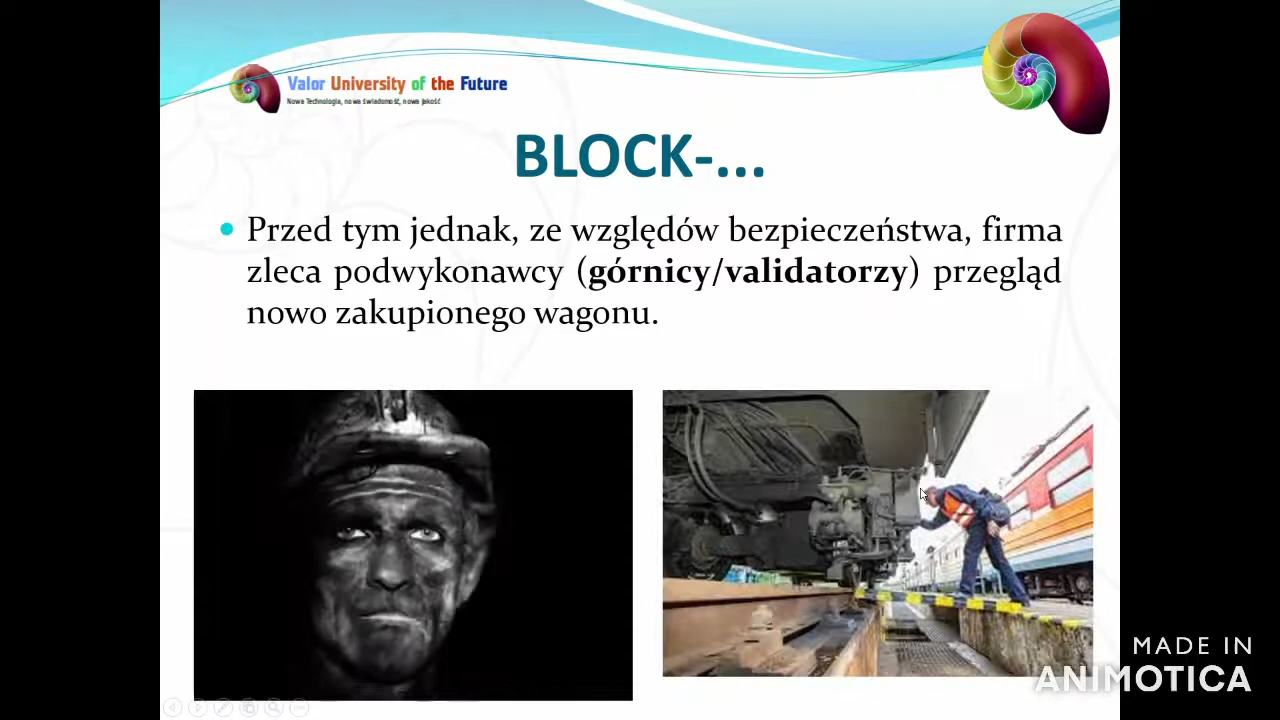 Valor University of the Future
Nowa Technologia, nowa świadomość, nowa jakość
BLOCK-...
Przed tym jednak, ze względów bezpieczeństwa, firma
zleca podwykonawcy (górnicy/validatorzy) przegląd
nowo zakupionego wagonu.
MADE IN
ANIMOTICA